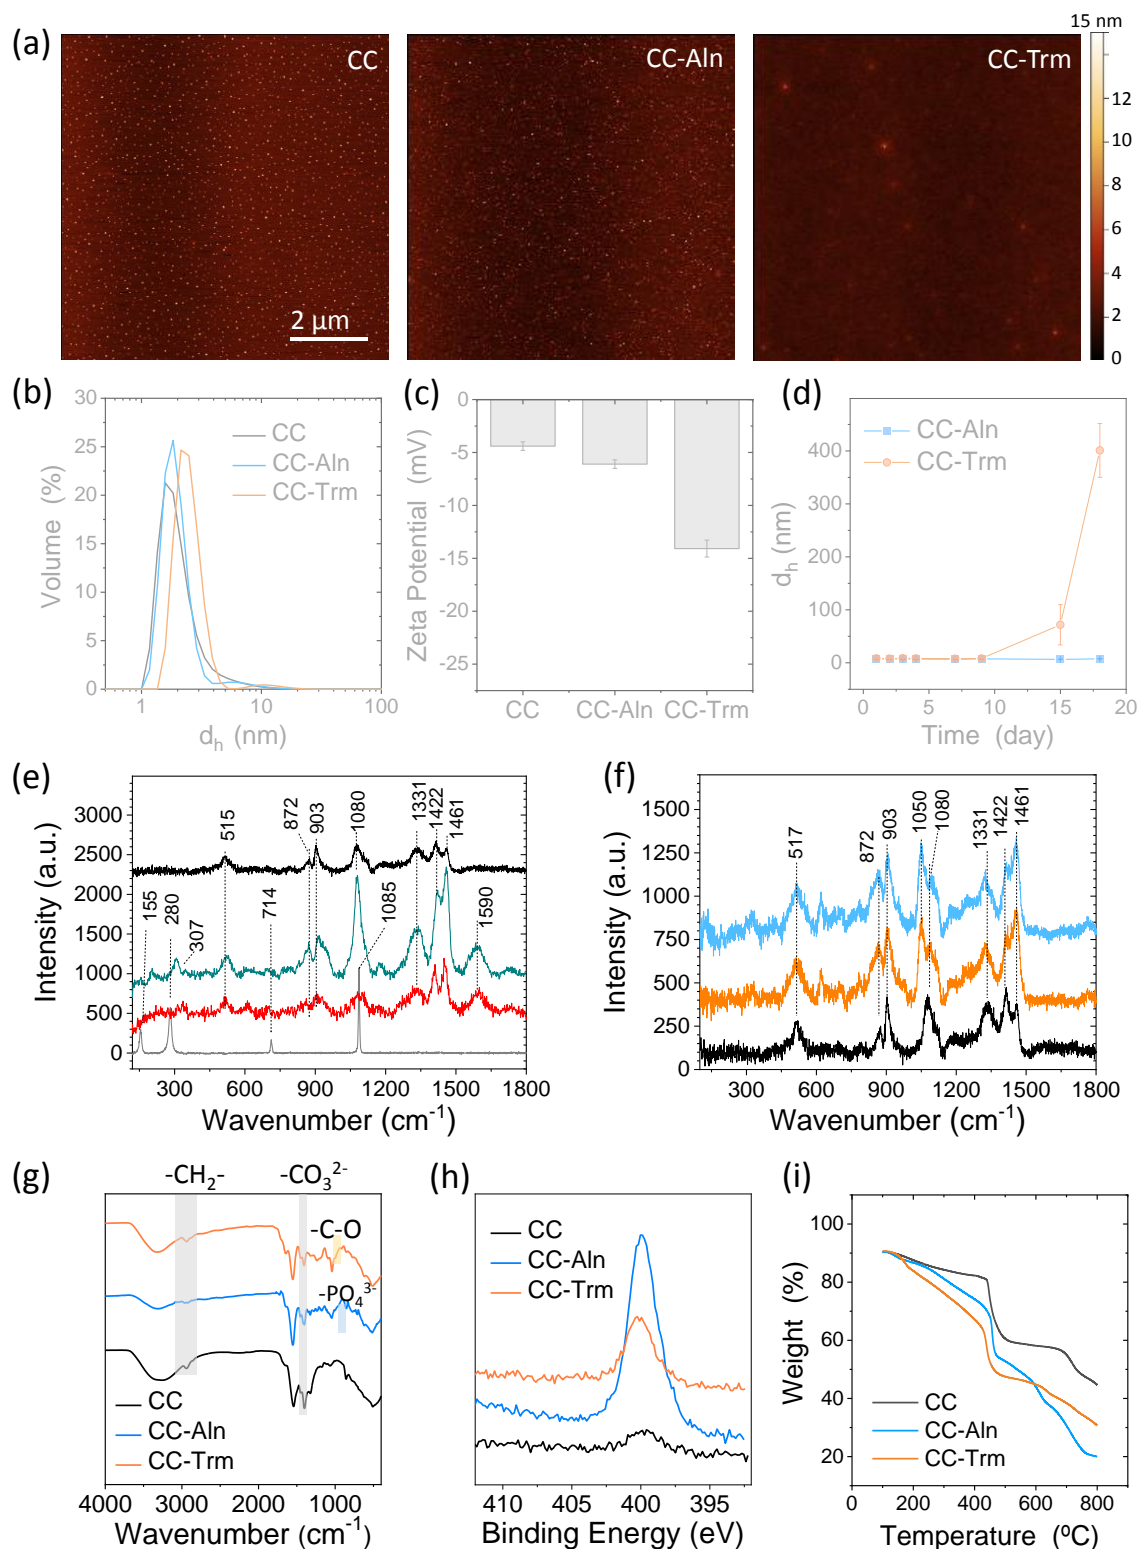 (a)
CC
CC-Aln
CC-Trm
2 μm
15 nm
12
10
8
6
4
2
0
(b)
30
25
20
15
10
5
0
Volume (%)
CC
CC-Aln
CC-Trm
1
10
100
d_h (nm)
(c)
0
-5
-10
-15
-20
-25
Zeta Potential (mV)
CC
CC-Aln
CC-Trm
(d)
400
300
200
100
0
d_h (nm)
CC-Aln
CC-Trm
0
5
10
15
20
Time (day)
(e)
3000
2500
2000
1500
1000
500
0
Intensity (a.u.)
155
280
307
515
714
872
903
1080
1085
1331
1422
1461
1590
300
600
900
1200
1500
1800
Wavenumber (cm⁻¹)
(f)
1500
1250
1000
750
500
250
0
Intensity (a.u.)
517
872
903
1050
1080
1331
1422
1461
300
600
900
1200
1500
1800
Wavenumber (cm⁻¹)
(g)
-CH₂-
-CO₃²⁻
-C-O
-PO₄³⁻
CC
CC-Aln
CC-Trm
4000
3000
2000
1000
Wavenumber (cm⁻¹)
(h)
CC
CC-Aln
CC-Trm
410
405
400
395
Binding Energy (eV)
(i)
100
80
60
40
20
Weight (%)
CC
CC-Aln
CC-Trm
0
200
400
600
800
Temperature (ºC)